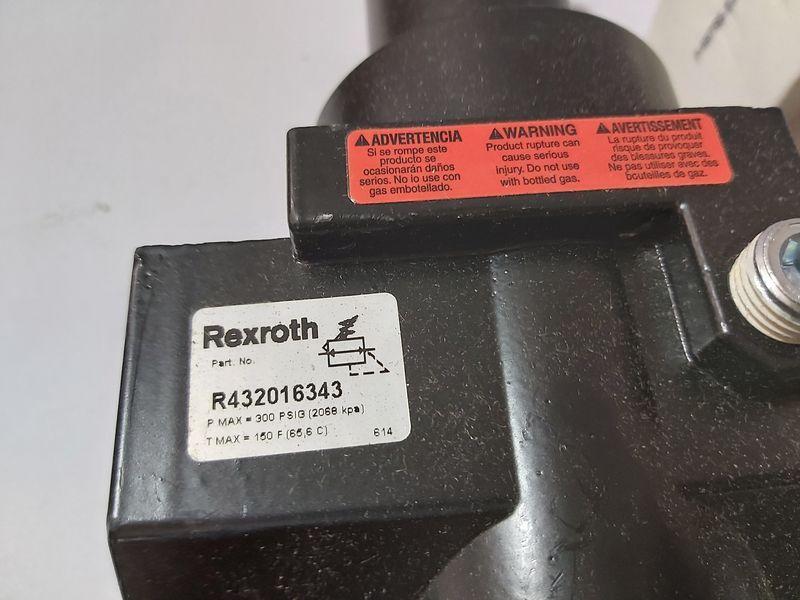 ⚠ADVERTENCIA
Si se rompe este
producto se
ocasionarán daños
serios. No lo use con
gas embotellado.
⚠WARNING
Product rupture can
cause serious
injury. Do not use
with bottled gas.
⚠AVERTISSEMENT
La rupture du produit
risque de provoquer
des blessures graves.
Ne pas utiliser avec des
bouteilles de gaz.
Rexroth
Part. No.
R432016343
P MAX = 300 PSIG (2068 kpa)
T MAX = 150 F (65,6 C) 614